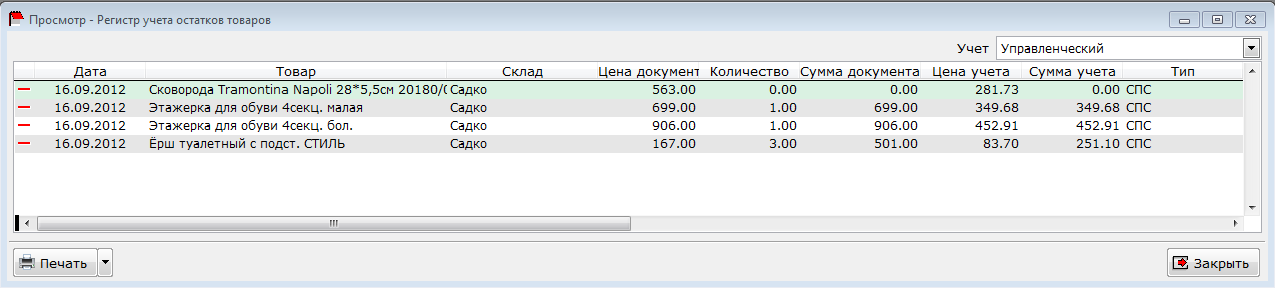 Просмотр - Регистр учета остатков товаров
Учет Управленческий
Дата Товар Склад Цена документ Количество Сумма документа Цена учета Сумма учета Тип
16.09.2012 Сковорода Tramontina Napoli 28*5,5см 20180/0 Садко 563.00 0.00 0.00 281.73 0.00 СПС
16.09.2012 Этажерка для обуви 4секц. малая Садко 699.00 1.00 699.00 349.68 349.68 СПС
16.09.2012 Этажерка для обуви 4секц. бол. Садко 906.00 1.00 906.00 452.91 452.91 СПС
16.09.2012 Ёрш туалетный с подст. СТИЛЬ Садко 167.00 3.00 501.00 83.70 251.10 СПС
Печать Закрыть